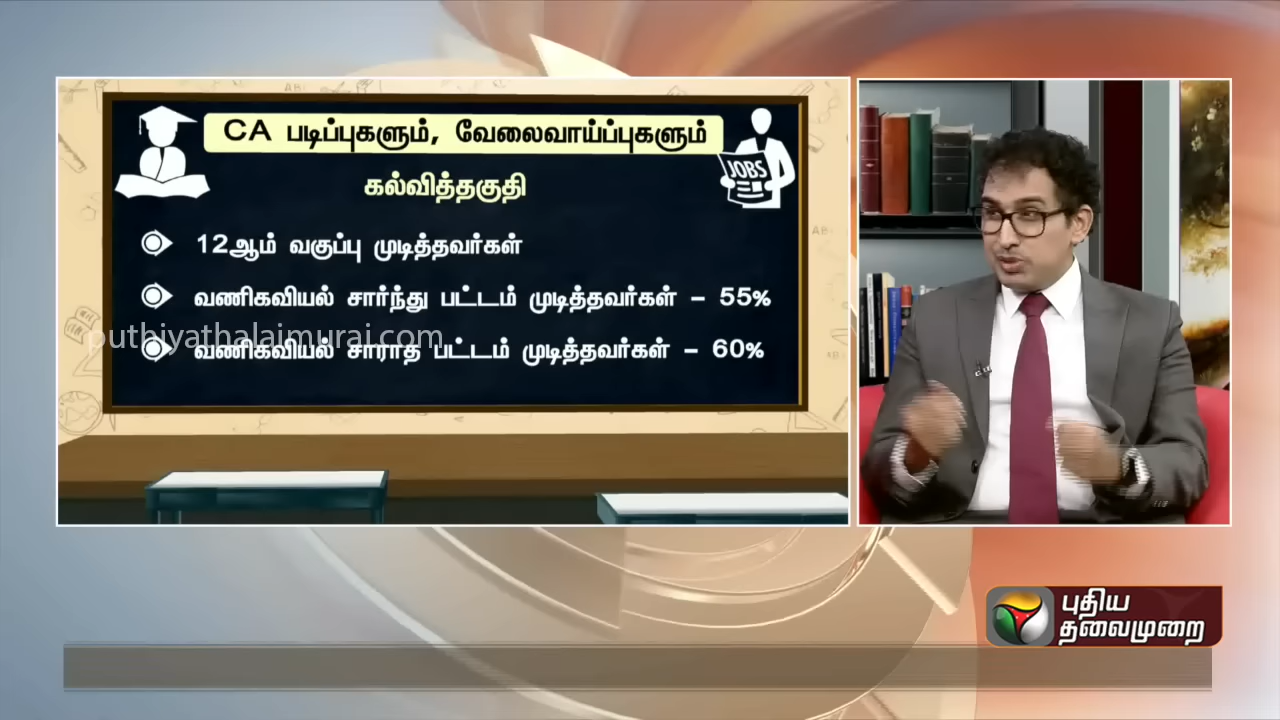 CA படிப்புகளும், வேலைவாய்ப்புகளும்
JOBS
கல்வித்தகுதி
12ஆம் வகுப்பு முடித்தவர்கள்
வணிகவியல் சார்ந்து பட்டம் முடித்தவர்கள் - 55%
வணிகவியல் சாராத பட்டம் முடித்தவர்கள் - 60%
puthiyathalaimurai.com
புதிய
தலைமுறை